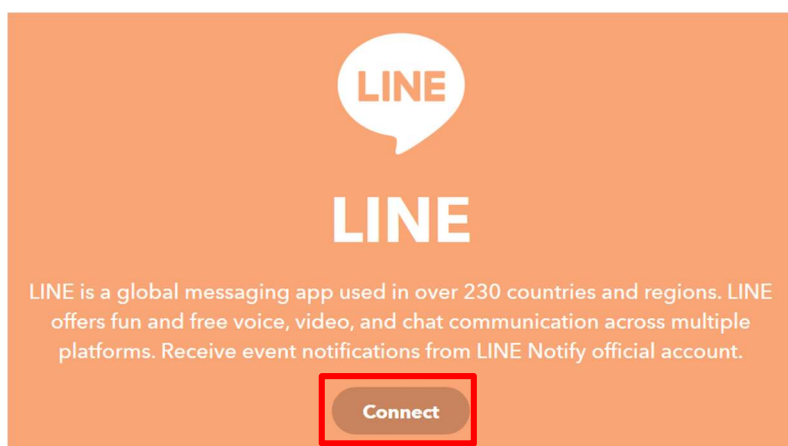 LINE
LINE
LINE is a global messaging app used in over 230 countries and regions. LINE
offers fun and free voice, video, and chat communication across multiple
platforms. Receive event notifications from LINE Notify official account.
Connect